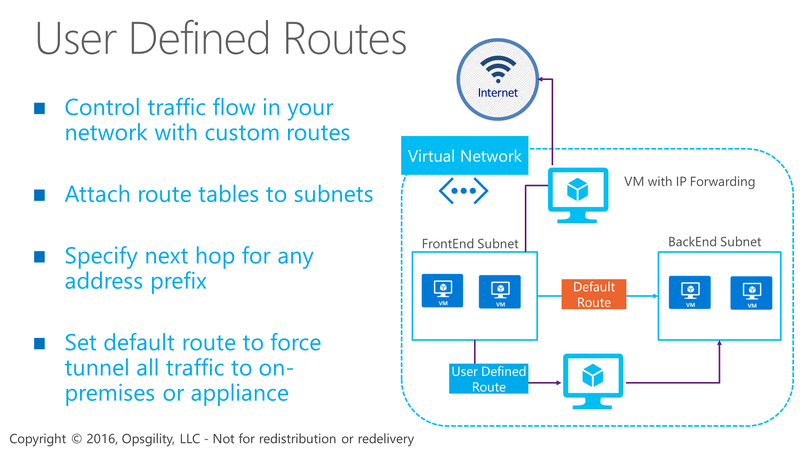 User Defined Routes
Control traffic flow in your
network with custom routes
Attach route tables to subnets
Specify next hop for any
address prefix
Set default route to force
tunnel all traffic to on-
premises or appliance
Internet
Virtual Network
VM with IP Forwarding
FrontEnd Subnet
BackEnd Subnet
VM
VM
Default
Route
VM
VM
User Defined
Route
Copyright © 2016, Opsgility, LLC - Not for redistribution or redelivery